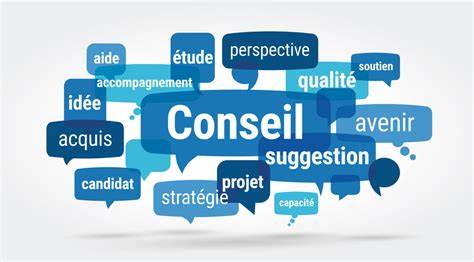 perspective
aide
étude
soutien
accompagnement
qualité
idée
Conseil
avenir
acquis
suggestion
candidat
projet
stratégie
capacité